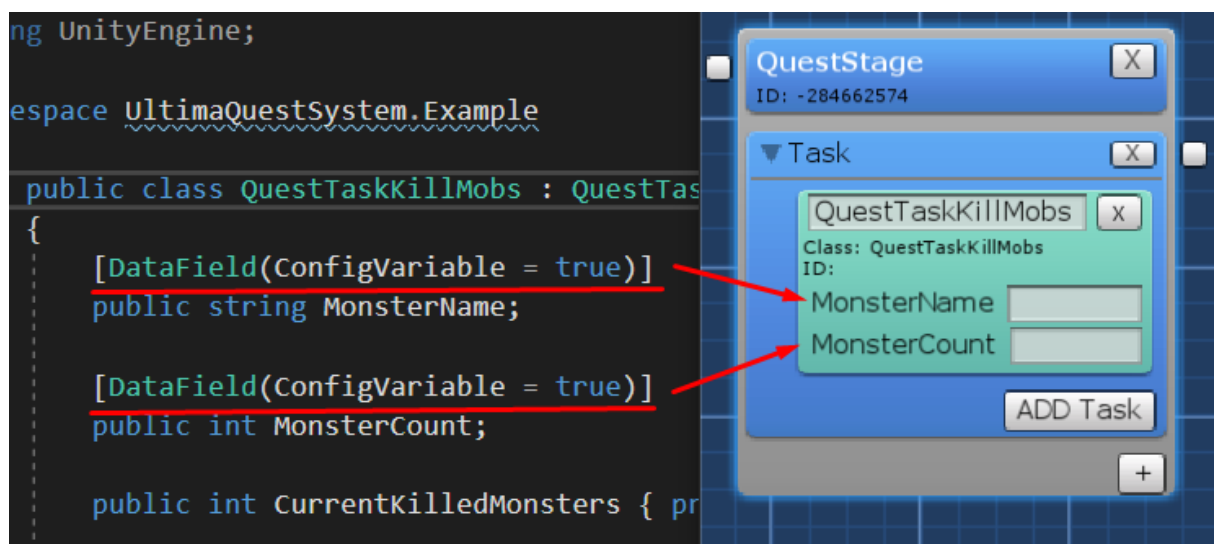 ng UnityEngine;
espace UltimaQuestSystem.Example
public class QuestTaskKillMobs : QuestTas
{
[DataField(ConfigVariable = true)]
public string MonsterName;
[DataField(ConfigVariable = true)]
public int MonsterCount;
public int CurrentKilledMonsters { pr
QuestStage
X
ID: -284662574
Task
X
QuestTaskKillMobs
x
Class: QuestTaskKillMobs
ID:
MonsterName
MonsterCount
ADD Task
+